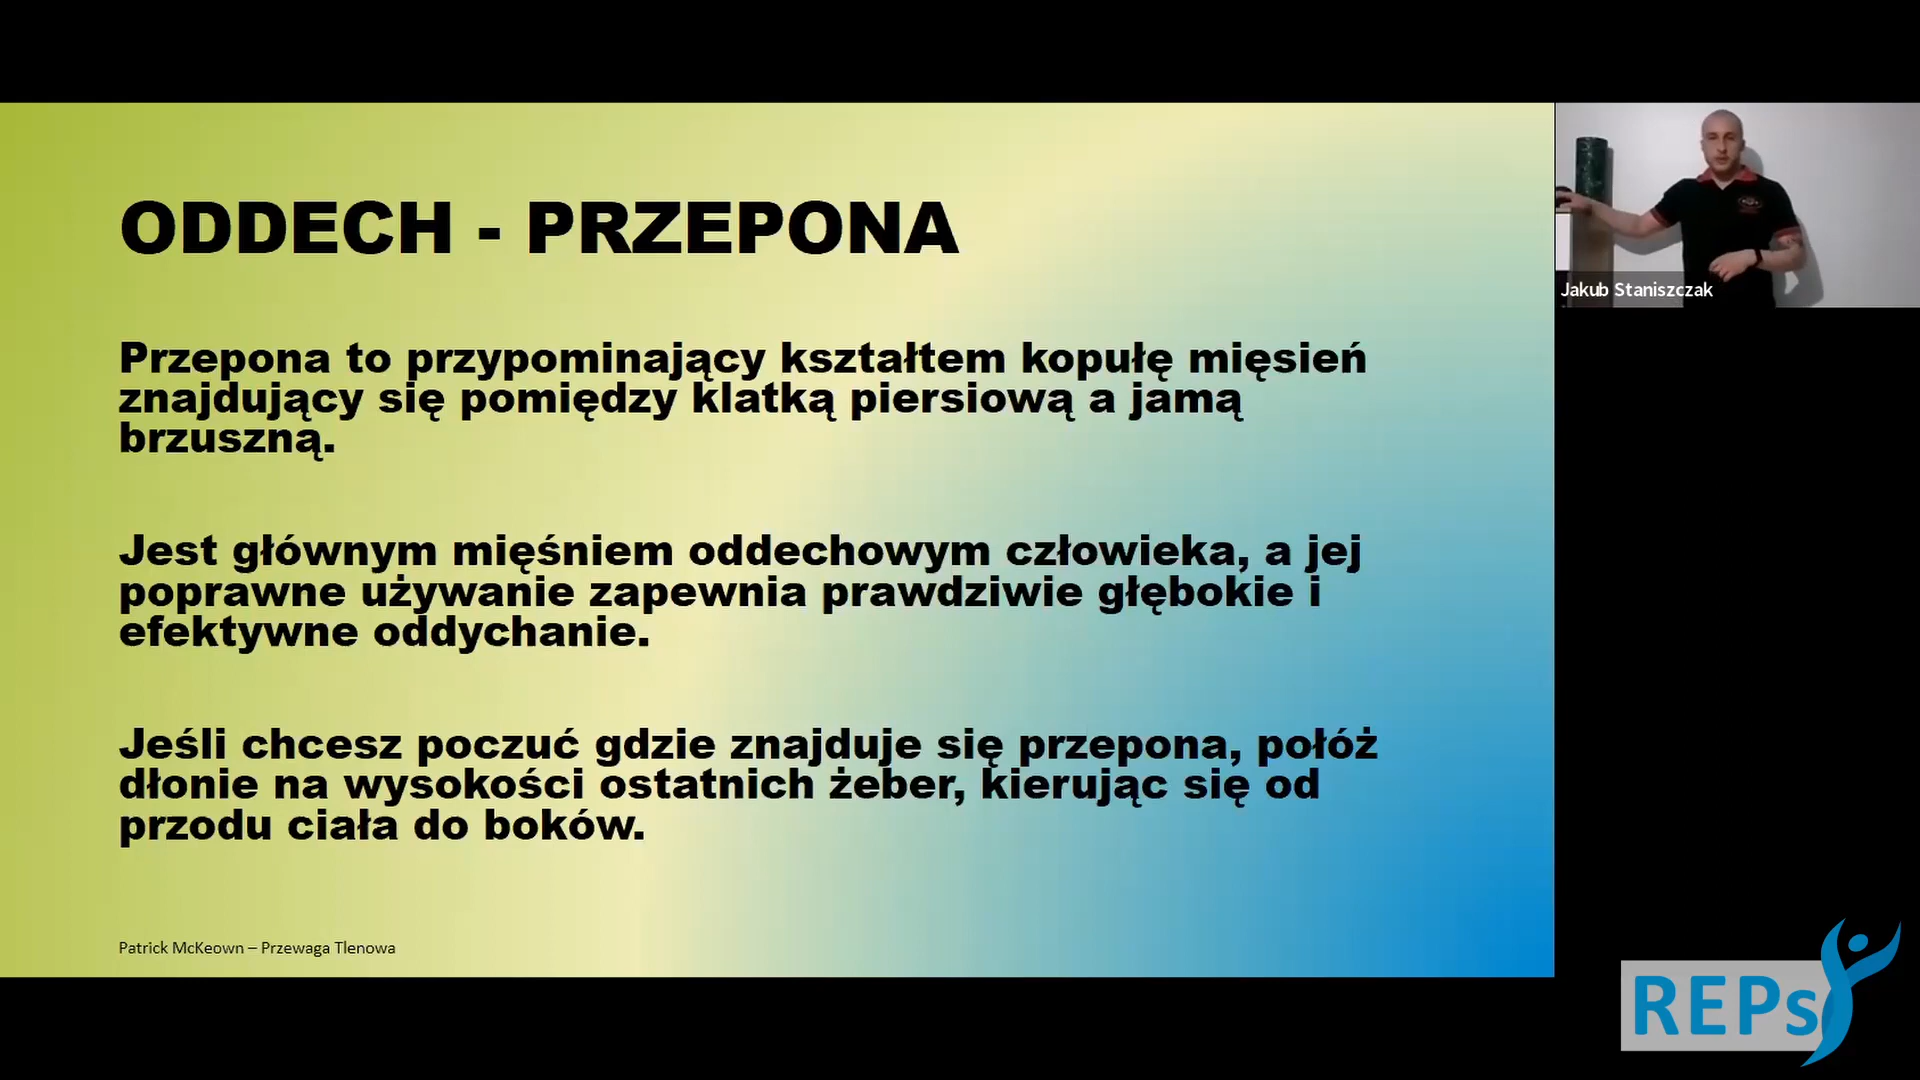 ODDECH - PRZEPONA
Przepona to przypominający kształtem kopułę mięsień
znajdujący się pomiędzy klatką piersiową a jamą
brzuszną.
Jest głównym mięśniem oddechowym człowieka, a jej
poprawne używanie zapewnia prawdziwie głębokie i
efektywne oddychanie.
Jeśli chcesz poczuć gdzie znajduje się przepona, połóż
dłonie na wysokości ostatnich żeber, kierując się od
przodu ciała do boków.
Patrick McKeown – Przewaga Tlenowa
Jakub Staniszczak
REPs